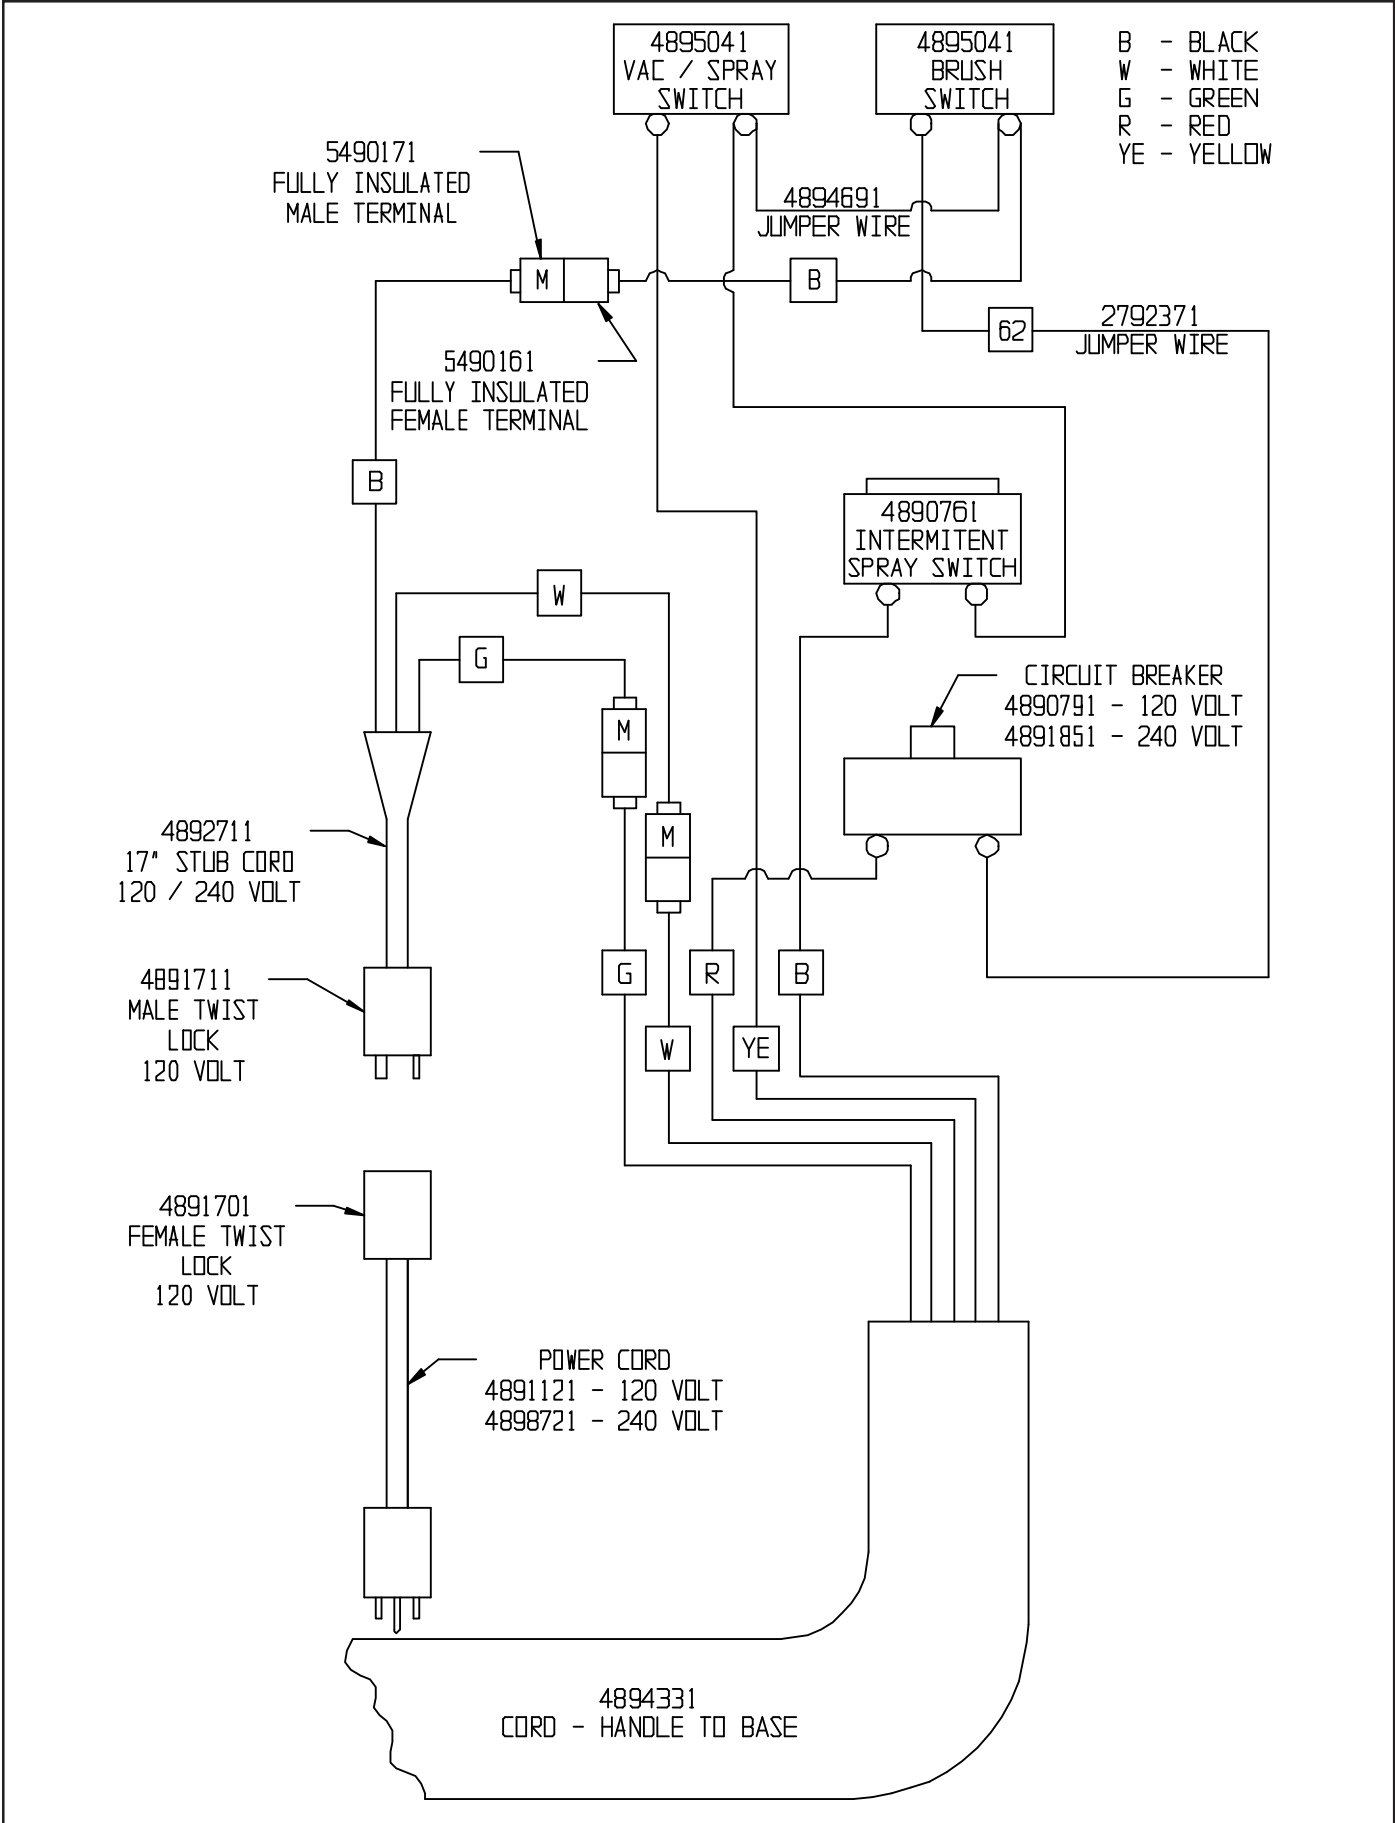 4895041
VAC / SPRAY
SWITCH
4895041
BRUSH
SWITCH
B - BLACK
W - WHITE
G - GREEN
R - RED
YE - YELLOW
5490171
FULLY INSULATED
MALE TERMINAL
4894691
JUMPER WIRE
M
B
62
2792371
JUMPER WIRE
5490161
FULLY INSULATED
FEMALE TERMINAL
B
4890761
INTERMITENT
SPRAY SWITCH
W
G
CIRCUIT BREAKER
4890791 - 120 VOLT
4891851 - 240 VOLT
M
M
4892711
17" STUB CORD
120 / 240 VOLT
4891711
MALE TWIST
LOCK
120 VOLT
G
R
B
W
YE
4891701
FEMALE TWIST
LOCK
120 VOLT
POWER CORD
4891121 - 120 VOLT
4898721 - 240 VOLT
4894331
CORD - HANDLE TO BASE